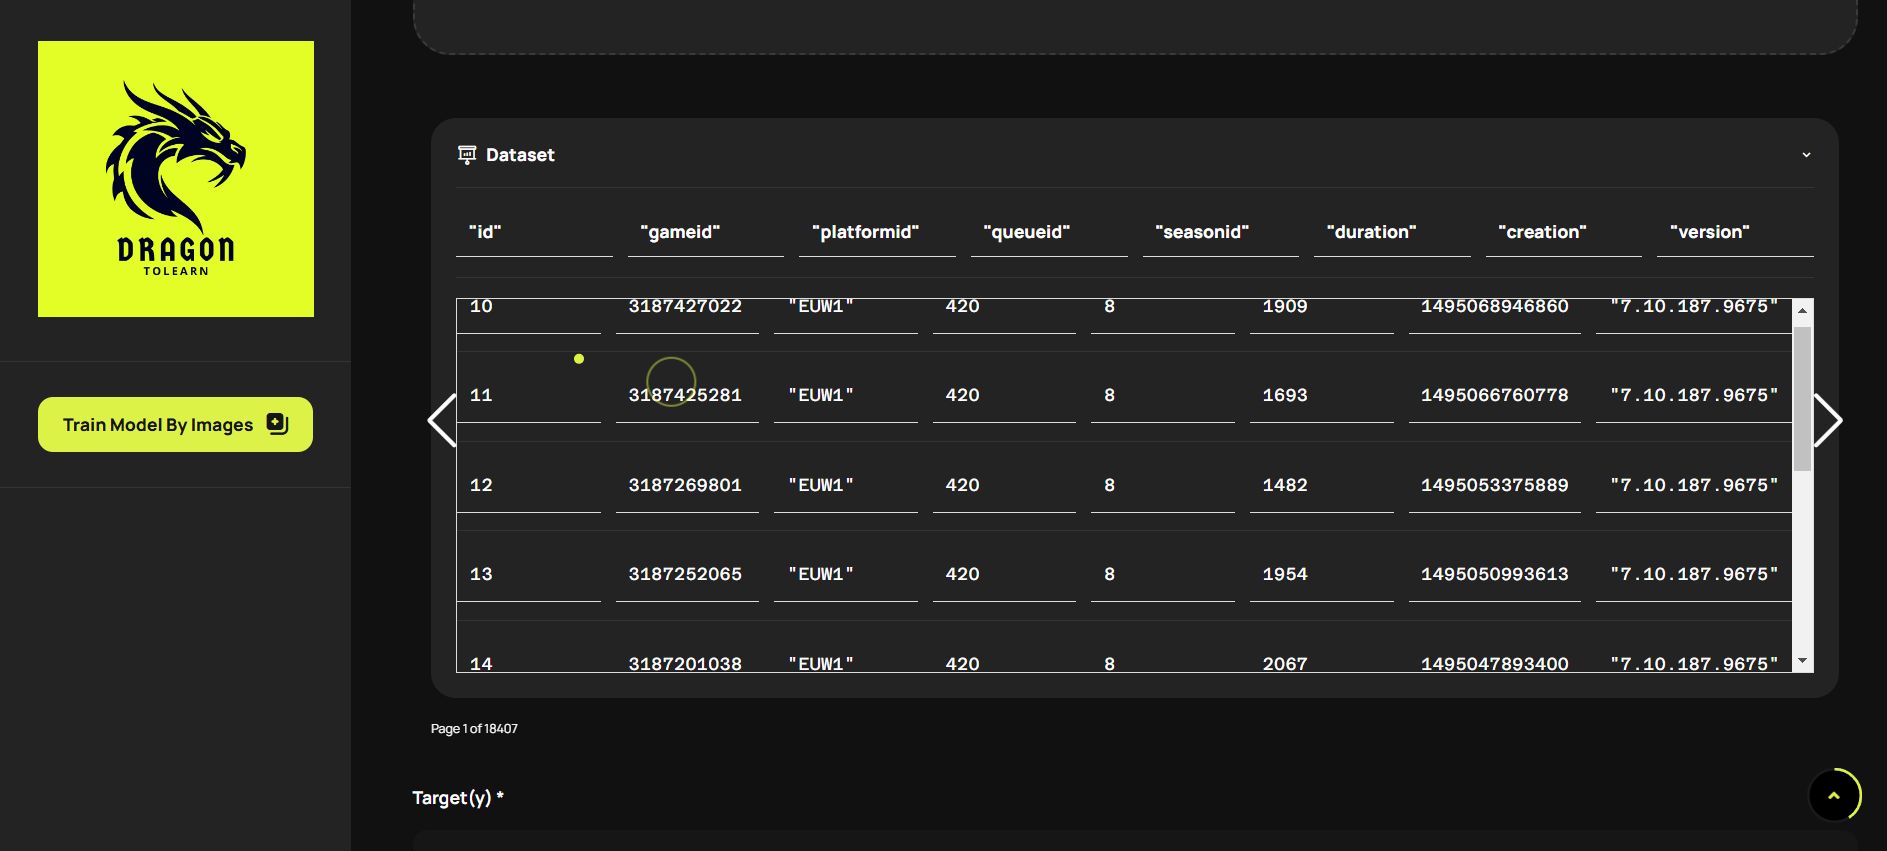 DRAGON
TOLEARN
Train Model By Images
Dataset
"id" "gameid" "platformid" "queueid" "seasonid" "duration" "creation" "version"
10 3187427022 "EUW1" 420 8 1909 1495068946860 "7.10.187.9675"
11 3187425281 "EUW1" 420 8 1693 1495066760778 "7.10.187.9675"
12 3187269801 "EUW1" 420 8 1482 1495053375889 "7.10.187.9675"
13 3187252065 "EUW1" 420 8 1954 1495050993613 "7.10.187.9675"
14 3187201038 "EUW1" 420 8 2067 1495047893400 "7.10.187.9675"
Page 1 of 18407
Target(y) *